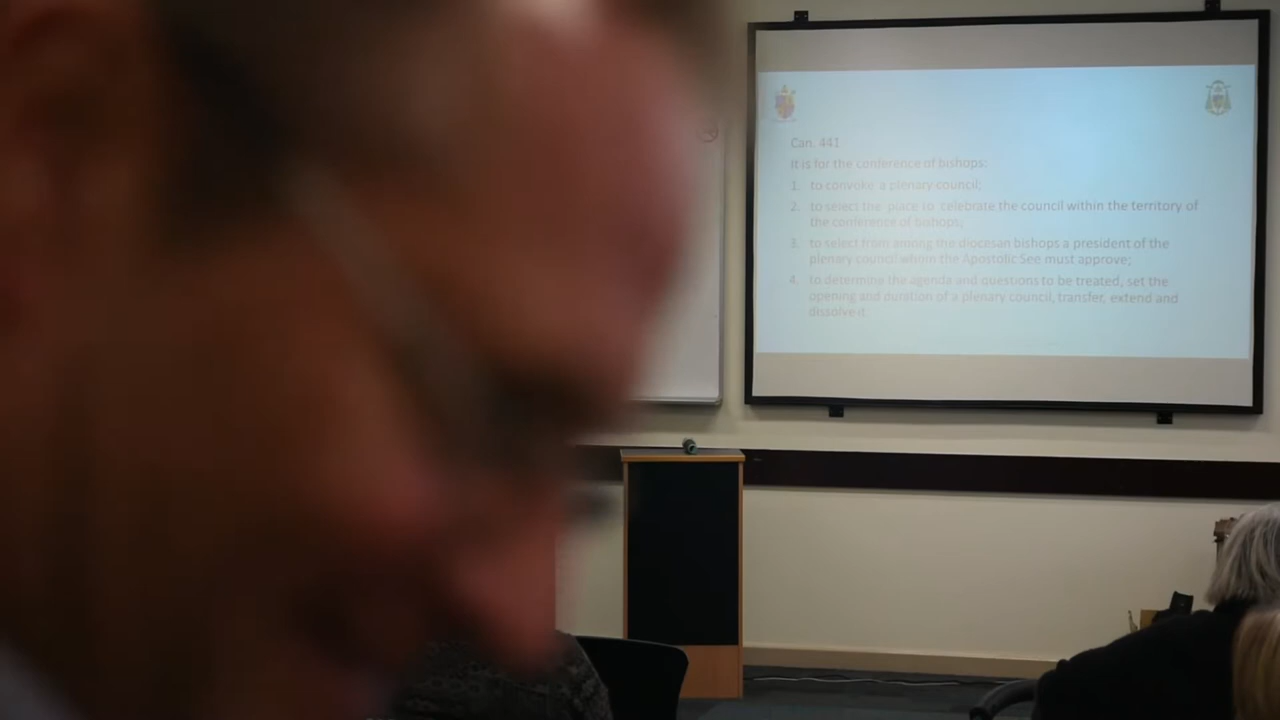 Can. 441
It is for the conference of bishops:
1. to convoke a plenary council;
2. to select the place to celebrate the council within the territory of
the conference of bishops;
3. to select from among the diocesan bishops a president of the
plenary council whom the Apostolic See must approve;
4. to determine the agenda and questions to be treated, set the
opening and duration of a plenary council, transfer, extend and
dissolve it